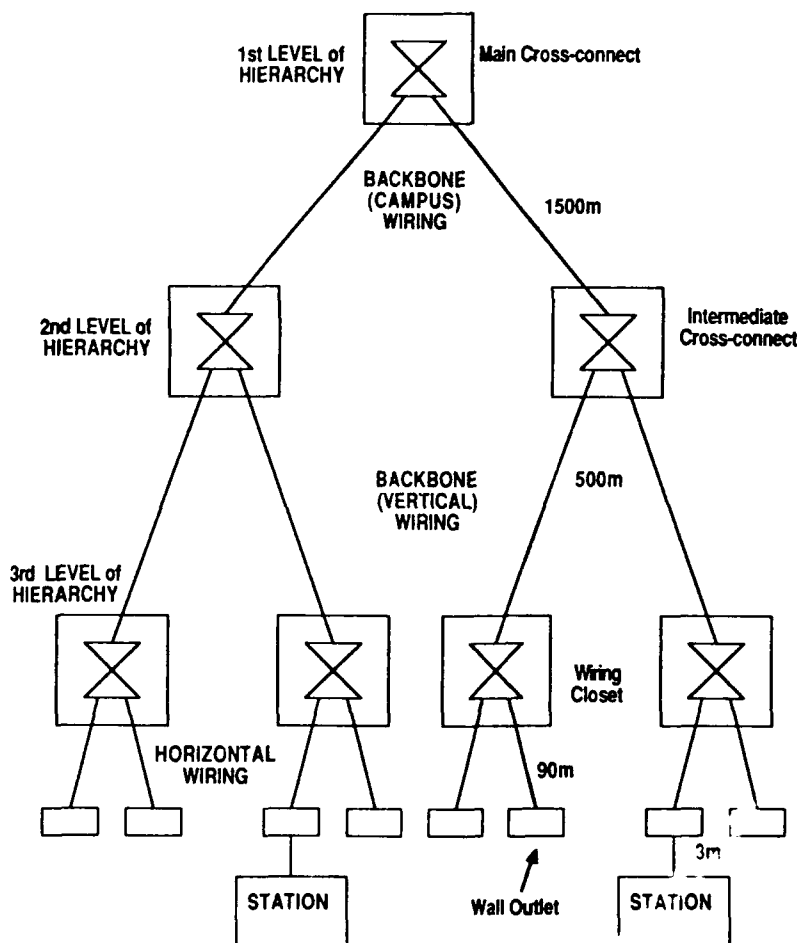 1st LEVEL of
HIERARCHY
Main Cross-connect
BACKBONE
(CAMPUS)
WIRING
1500m
2nd LEVEL of
HIERARCHY
Intermediate
Cross-connect
BACKBONE
(VERTICAL)
WIRING
500m
3rd LEVEL of
HIERARCHY
Wiring
Closet
HORIZONTAL
WIRING
90m
3m
STATION
Wall Outlet
STATION